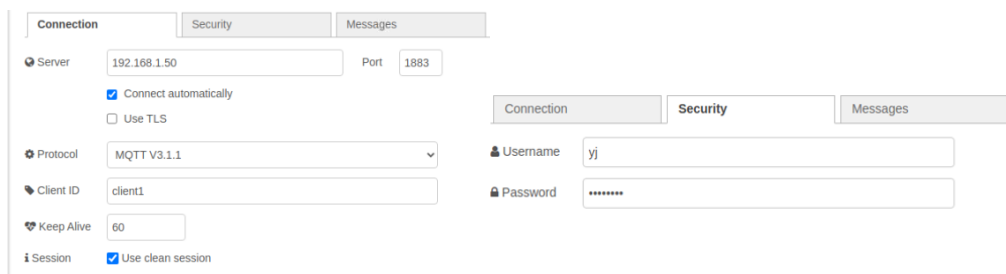 Connection Security Messages
Server 192.168.1.50 Port 1883
Connect automatically
Use TLS
Protocol MQTT V3.1.1
Client ID client1
Keep Alive 60
Session Use clean session
Connection Security Messages
Username yj
Password ••••••••